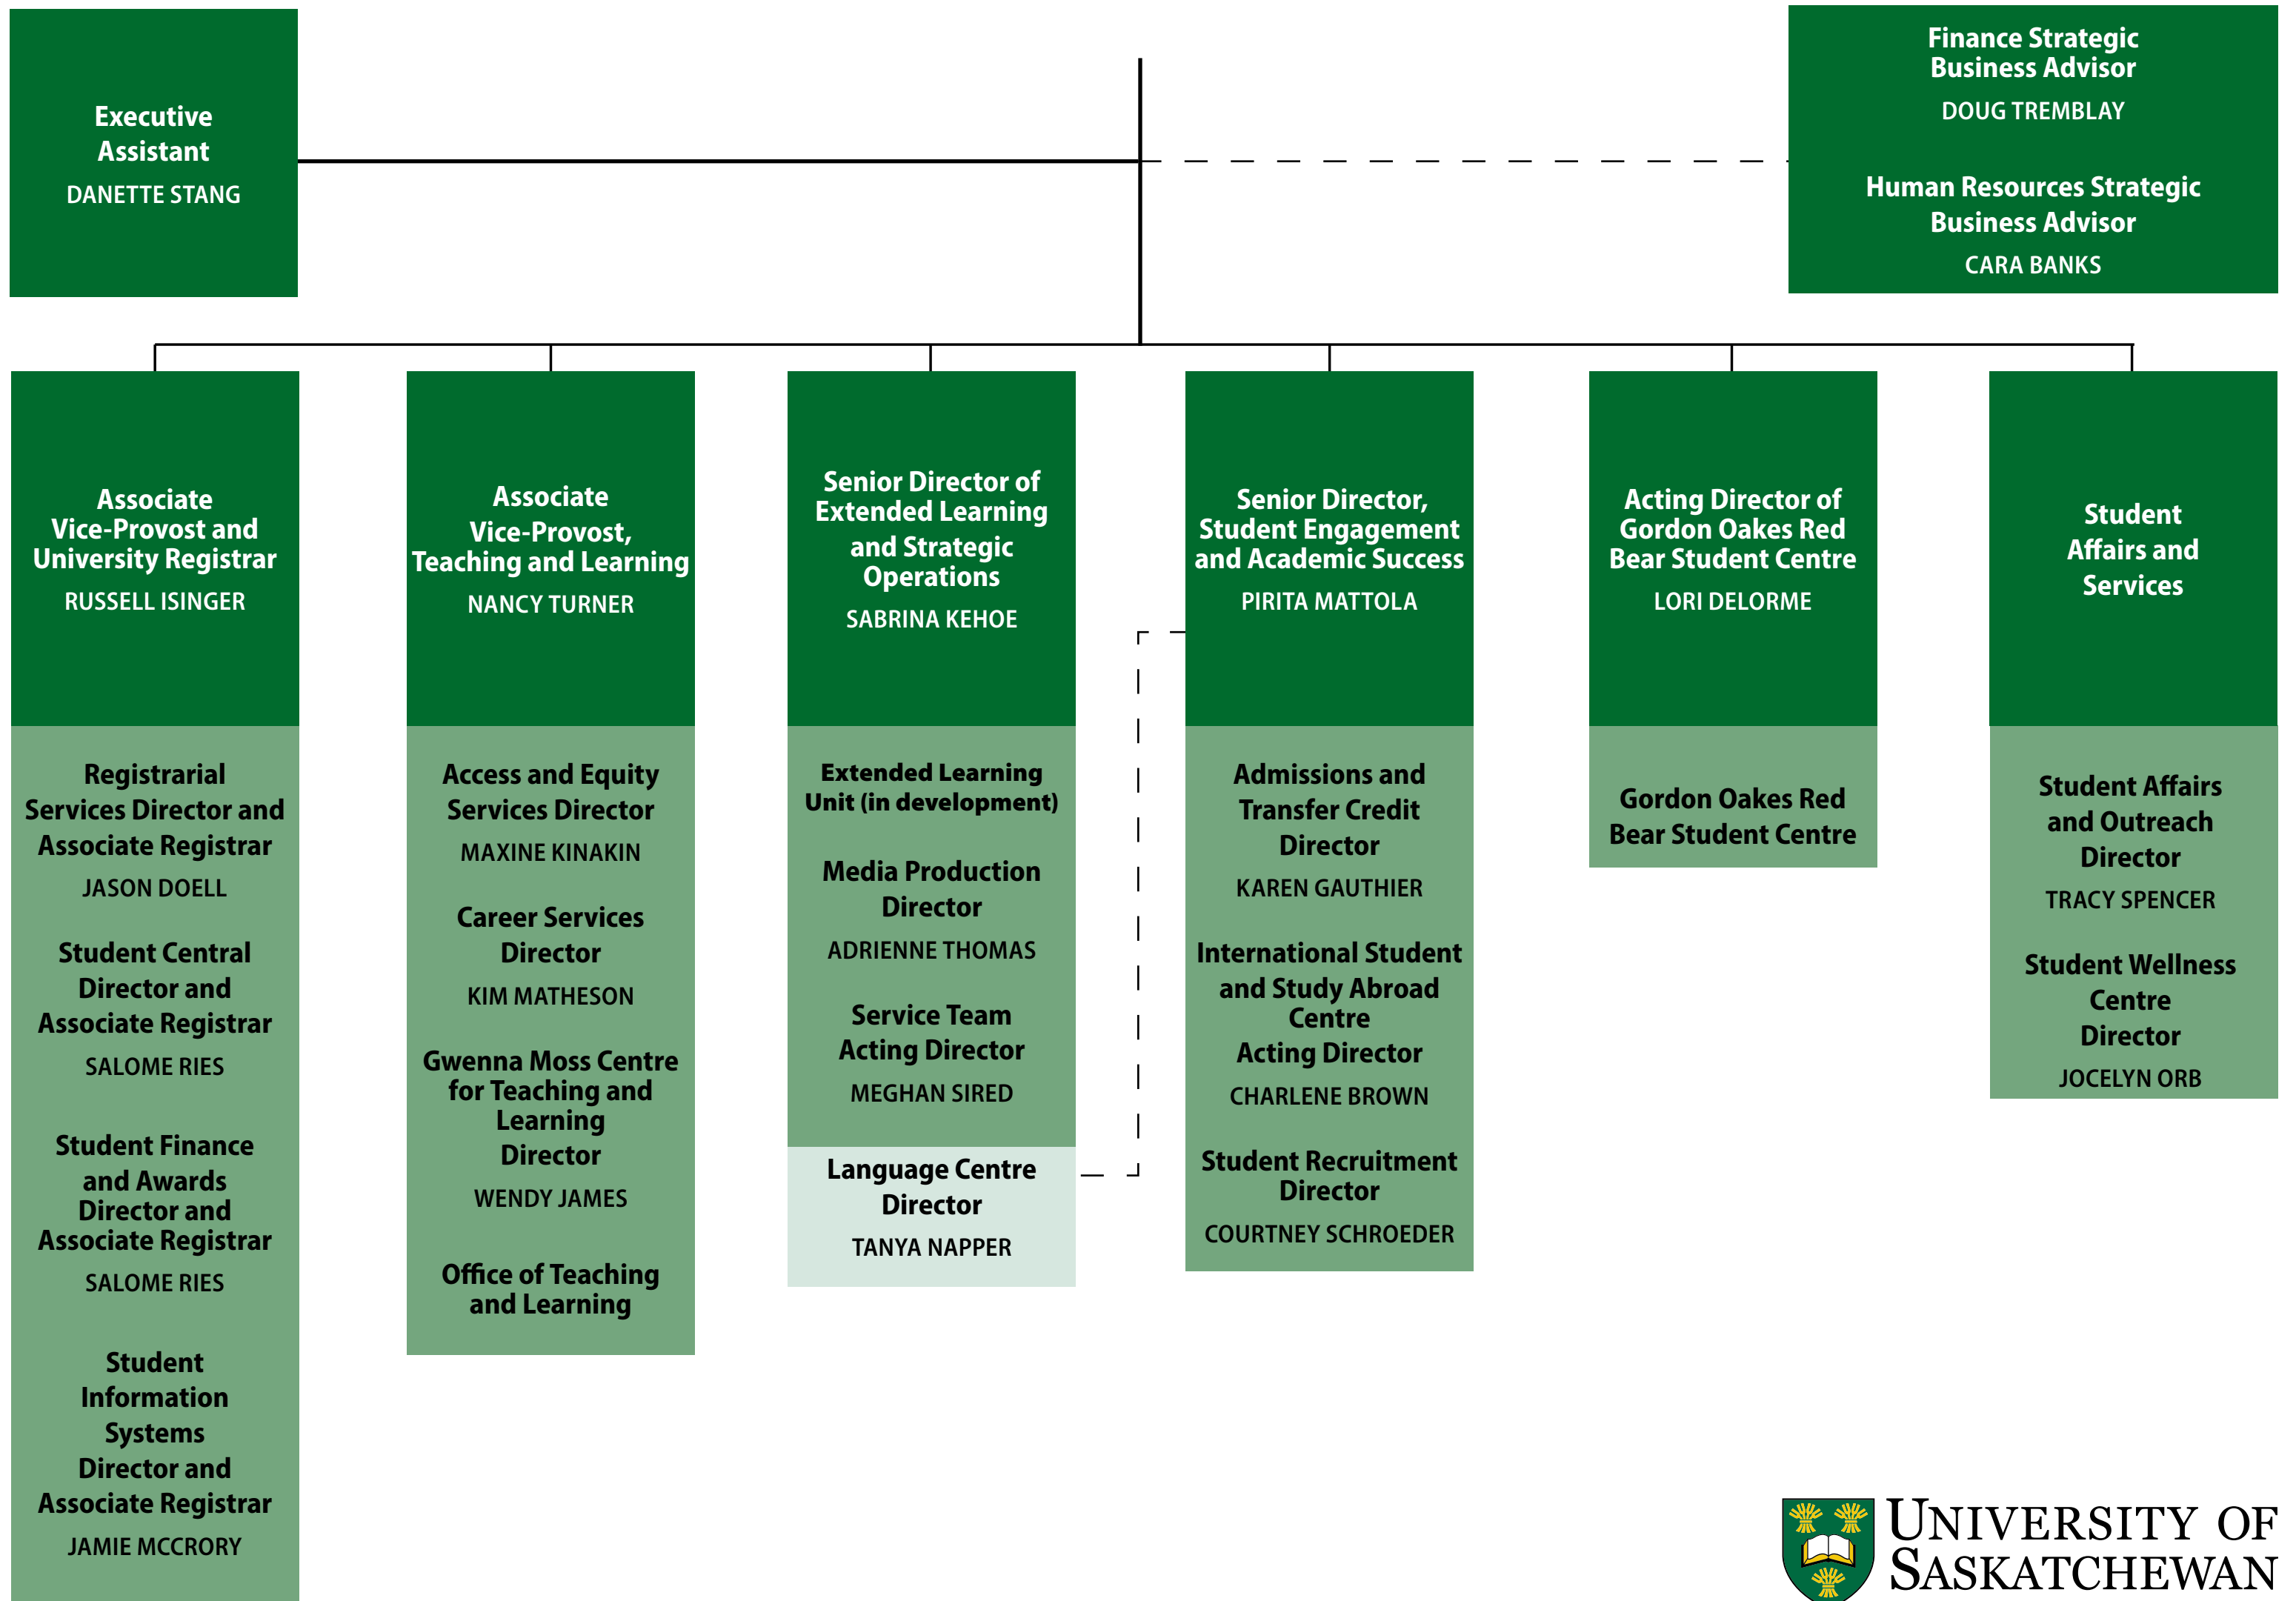 Executive
Assistant
DANETTE STANG
Finance Strategic
Business Advisor
DOUG TREMBLAY
Human Resources Strategic
Business Advisor
CARA BANKS
Associate
Vice-Provost and
University Registrar
RUSSELL ISINGER
Registrarial
Services Director and
Associate Registrar
JASON DOELL
Student Central
Director and
Associate Registrar
SALOME RIES
Student Finance
and Awards
Director and
Associate Registrar
SALOME RIES
Student
Information
Systems
Director and
Associate Registrar
JAMIE MCCRORY
Associate
Vice-Provost,
Teaching and Learning
NANCY TURNER
Access and Equity
Services Director
MAXINE KINAKIN
Career Services
Director
KIM MATHESON
Gwenna Moss Centre
for Teaching and
Learning
Director
WENDY JAMES
Office of Teaching
and Learning
Senior Director of
Extended Learning
and Strategic
Operations
SABRINA KEHOE
Extended Learning
Unit (in development)
Media Production
Director
ADRIENNE THOMAS
Service Team
Acting Director
MEGHAN SIRED
Language Centre
Director
TANYA NAPPER
Senior Director,
Student Engagement
and Academic Success
PIRITA MATTOLA
Admissions and
Transfer Credit
Director
KAREN GAUTHIER
International Student
and Study Abroad
Centre
Acting Director
CHARLENE BROWN
Student Recruitment
Director
COURTNEY SCHROEDER
Acting Director of
Gordon Oakes Red
Bear Student Centre
LORI DELORME
Gordon Oakes Red
Bear Student Centre
Student
Affairs and
Services
Student Affairs
and Outreach
Director
TRACY SPENCER
Student Wellness
Centre
Director
JOCELYN ORB
UNIVERSITY OF
SASKATCHEWAN